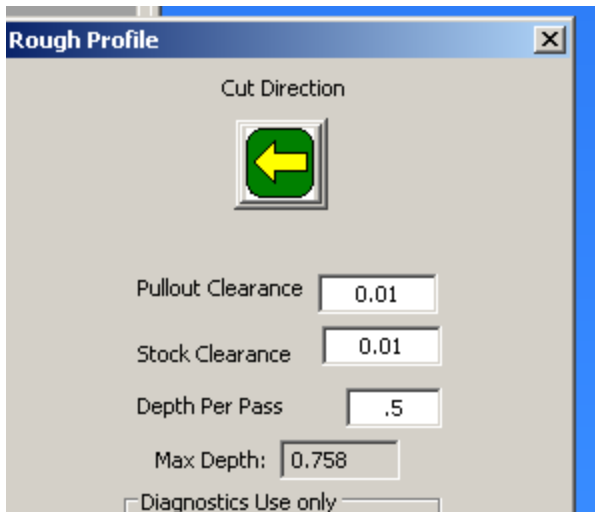 Rough Profile
Cut Direction
Pullout Clearance 0.01
Stock Clearance 0.01
Depth Per Pass .5
Max Depth: 0.758
Diagnostics Use only